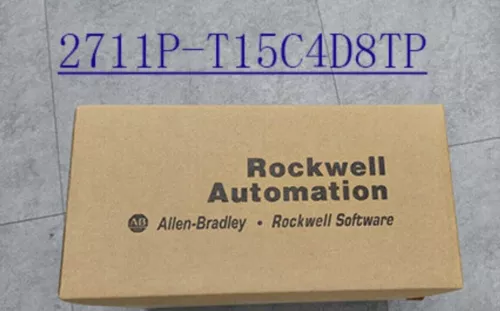 2711P-T15C4D8TP
Rockwell
Automation
AB Allen-Bradley • Rockwell Software